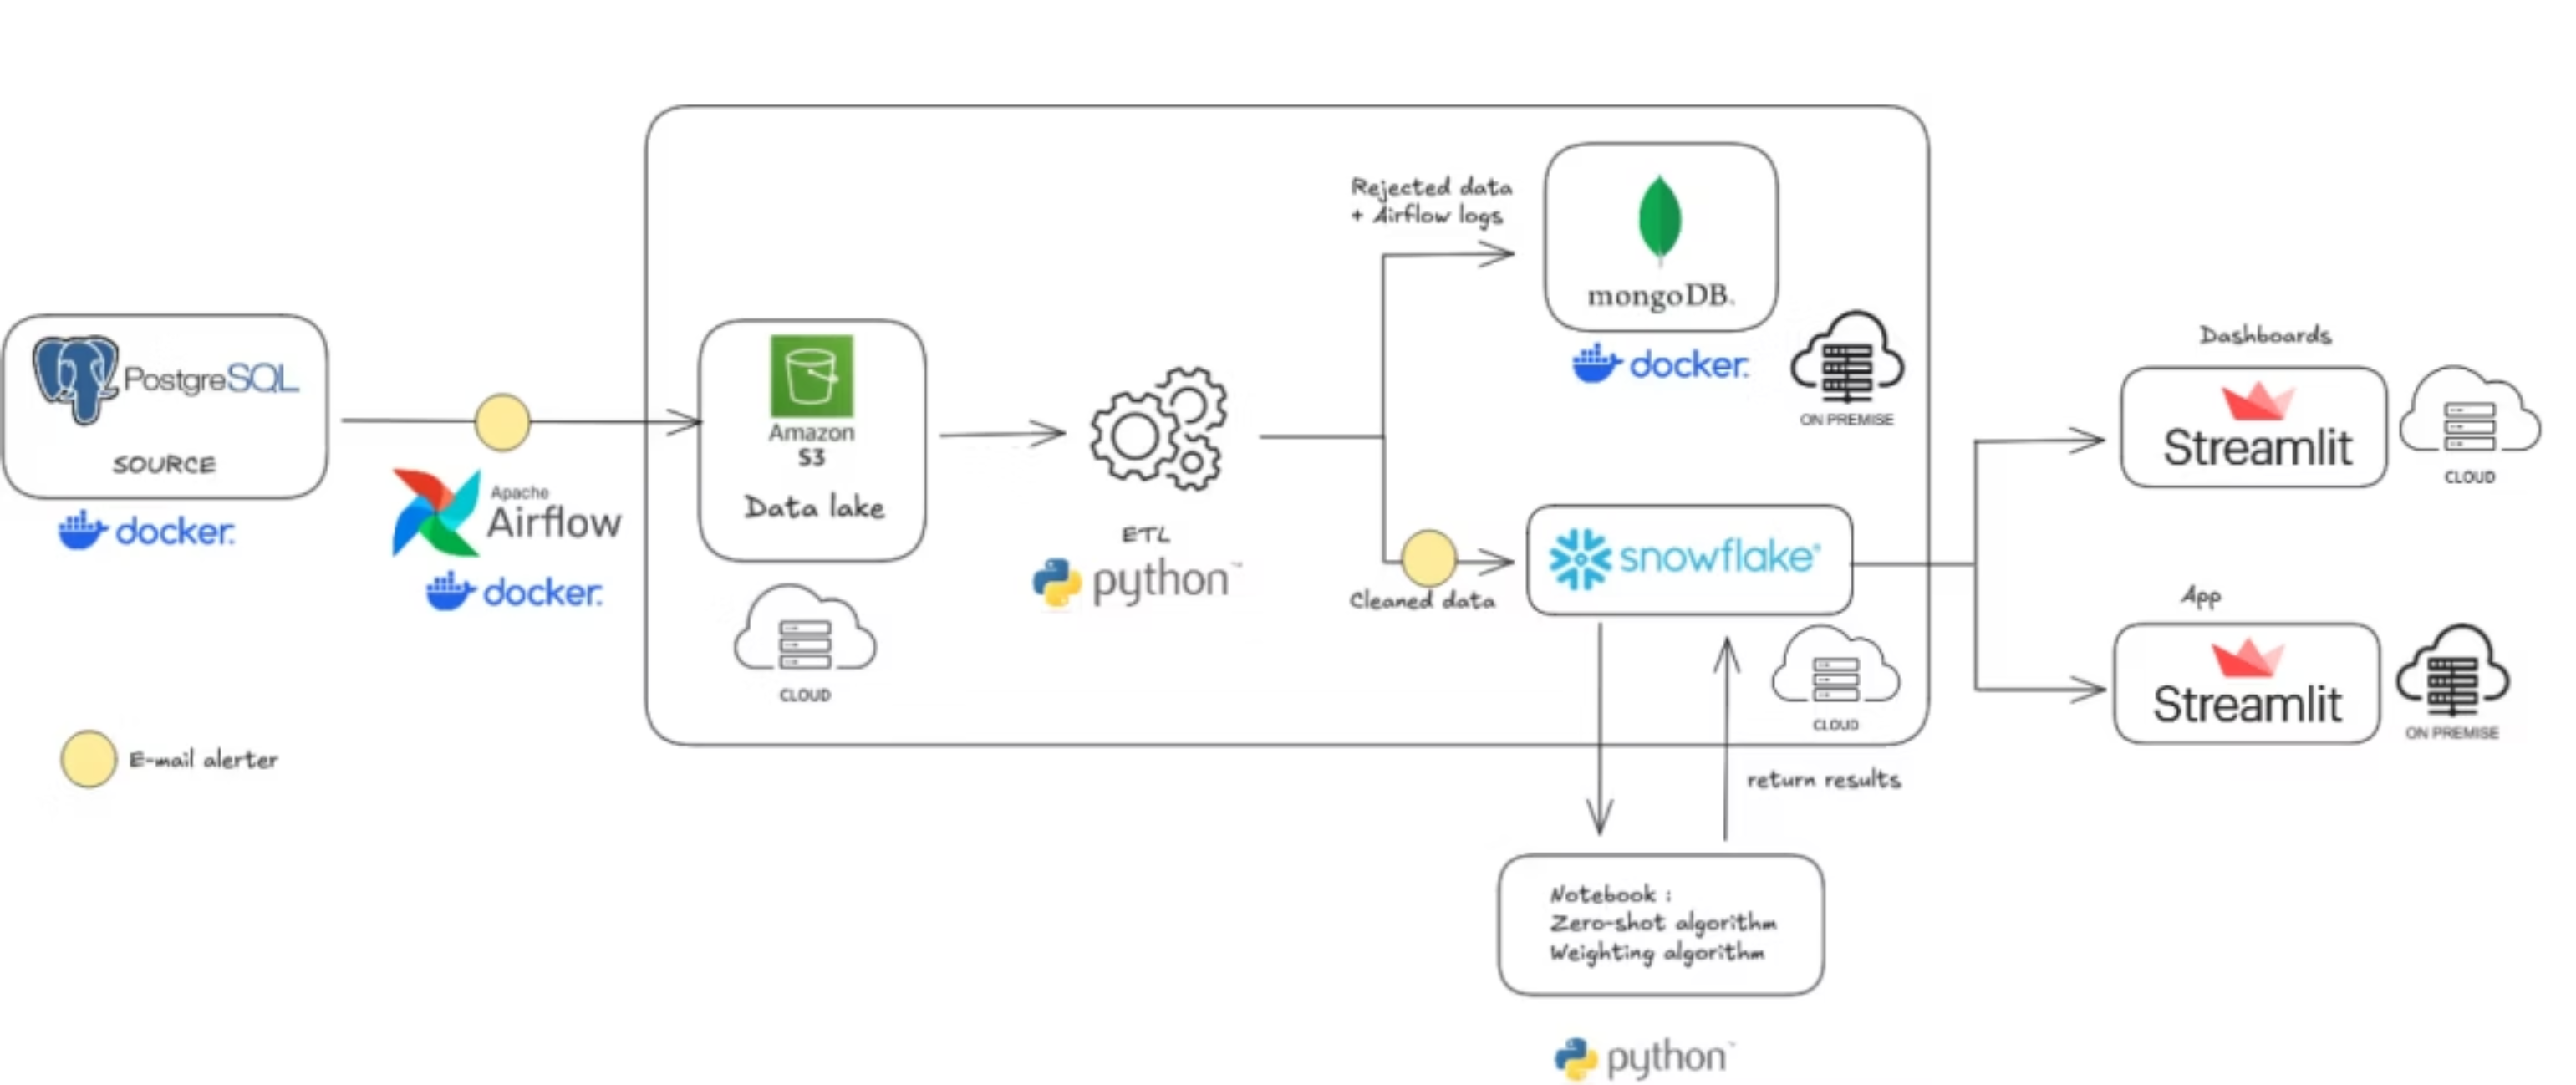 PostgreSQL
SOURCE
docker.
Apache
Airflow
docker.
E-mail alerter
Amazon
S3
Data lake
CLOUD
ETL
python™
Rejected data
+ Airflow logs
mongoDB.
docker.
ON PREMISE
Cleaned data
snowflake®
CLOUD
return results
Notebook :
Zero-shot algorithm
Weighting algorithm
python™
Dashboards
Streamlit
CLOUD
App
Streamlit
ON PREMISE